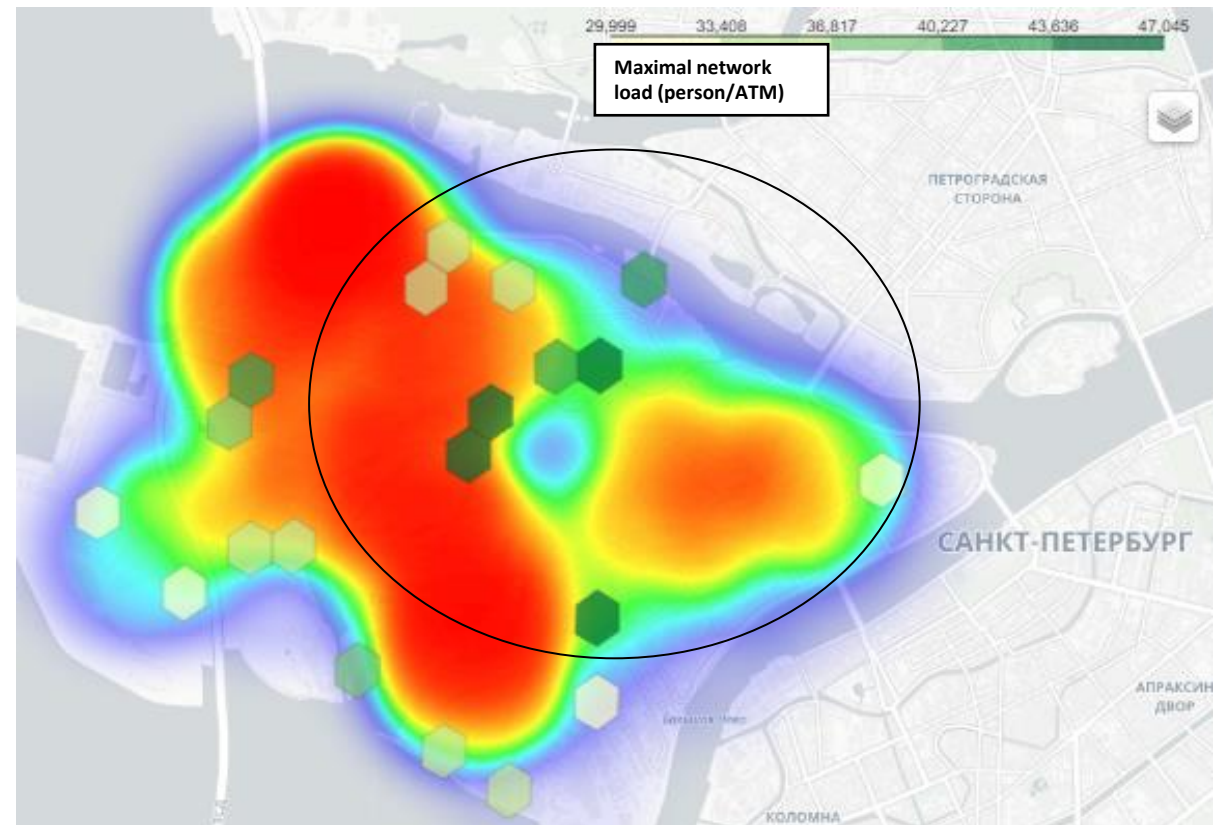 29,999 33,408 36,817 40,227 43,636 47,045
Maximal network
load (person/ATM)
ПЕТРОГРАДСКАЯ
СТОРОНА
САНКТ-ПЕТЕРБУРГ
АПРАКСИН
ДВОР
КОЛОМНА